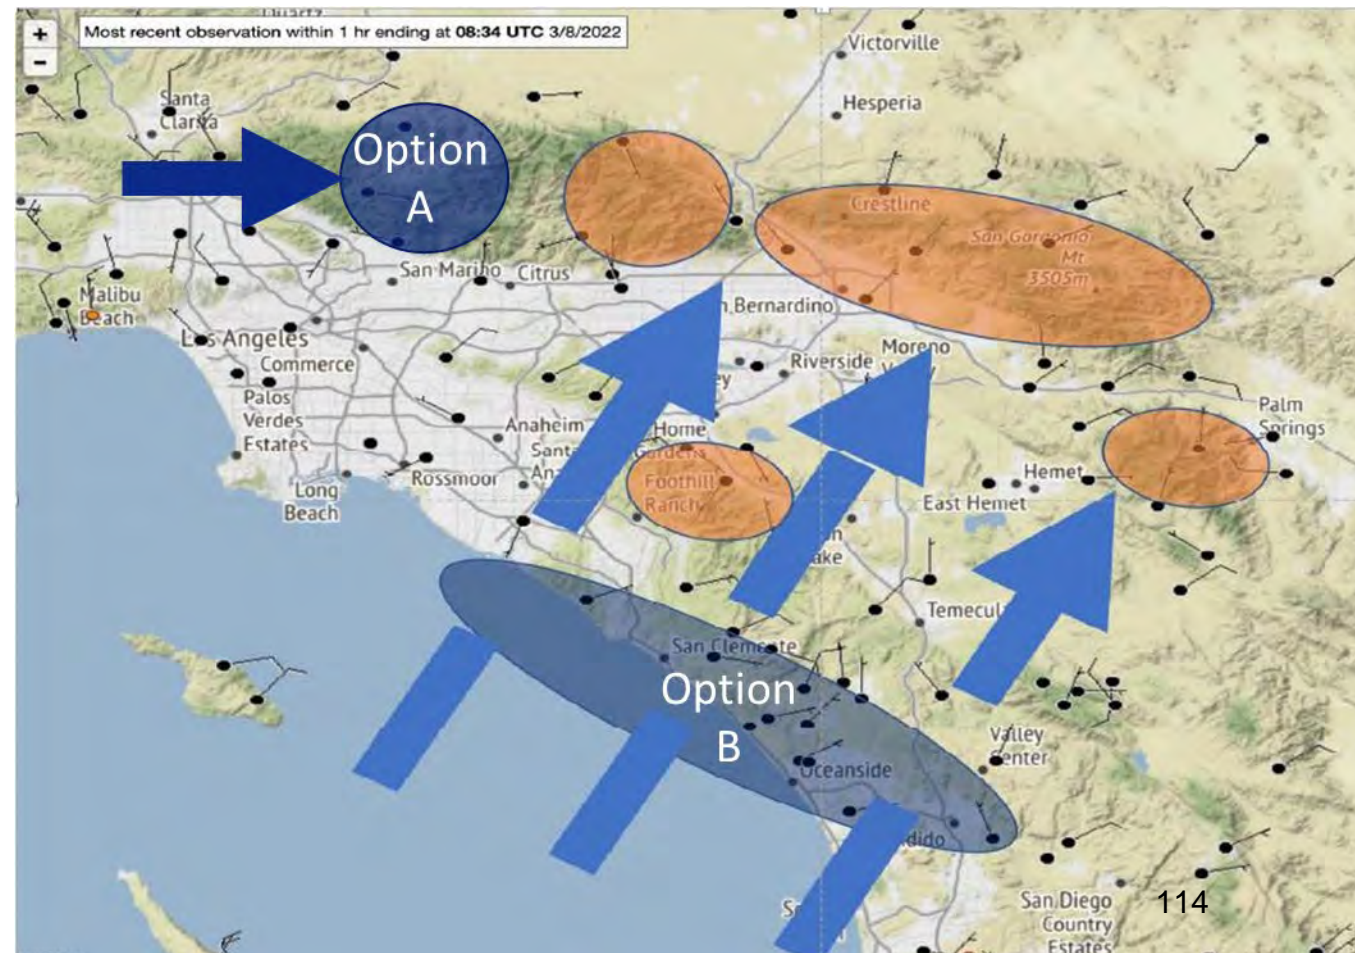 Quartz
+
Most recent observation within 1 hr ending at 08:34 UTC 3/8/2022
−
Victorville
Santa
Clarita
Hesperia
Option
A
Crestline
San Gorgonio
Mt
3505m
San Marino
Citrus
Malibu
Beach
Bernardino
Los Angeles
Commerce
Riverside
Moreno
Palos
Verdes
Estates
Anaheim
Home
Gardens
Palm
Springs
Santa
Rossmoor
Foothill
Ranch
Long
Beach
Hemet
East Hemet
San Clemente
Option
B
Valley
Center
Oceanside
San Diego
Country
Estates
114